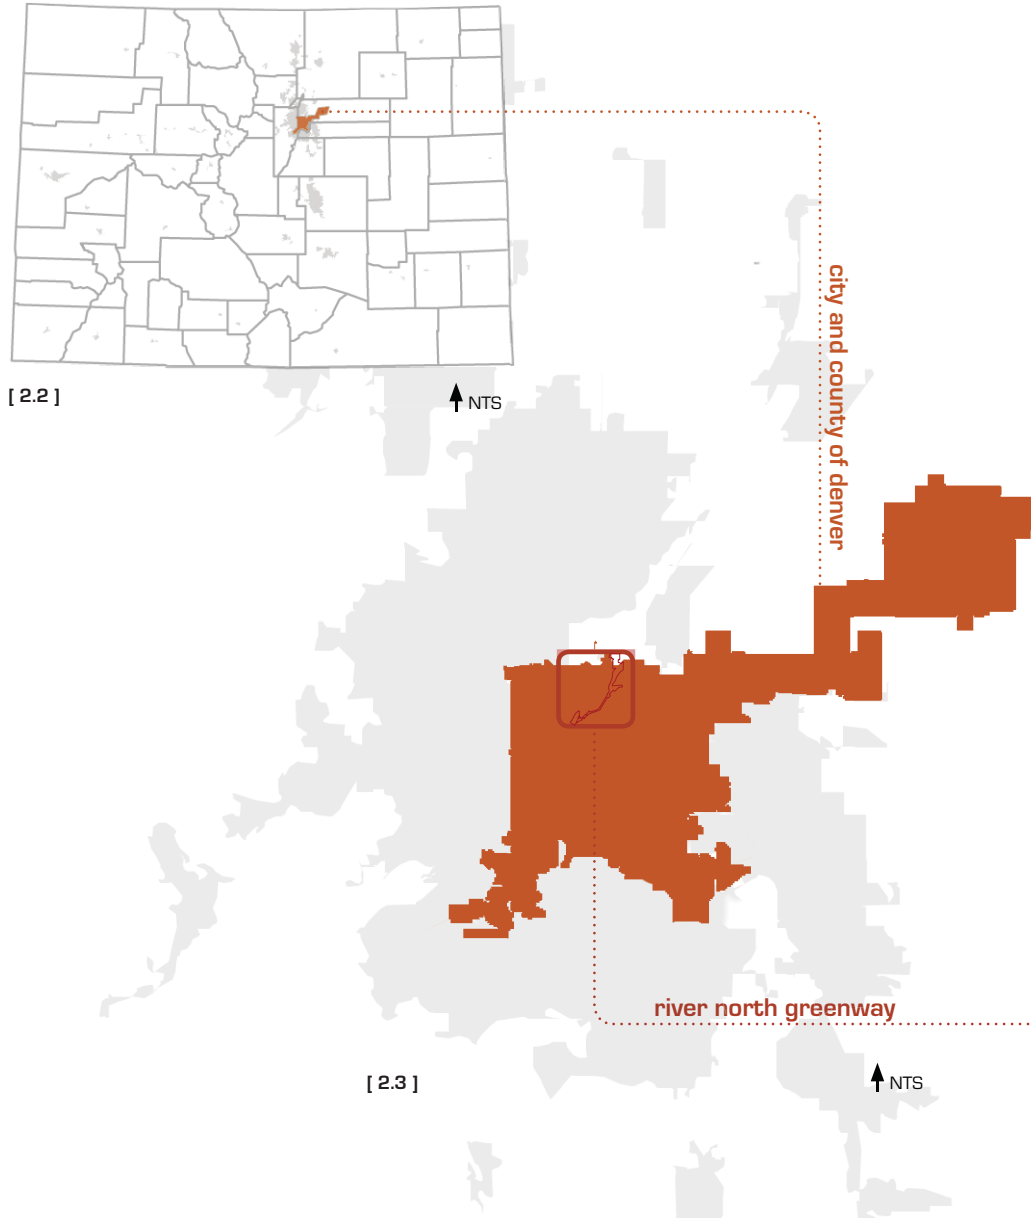 [ 2.2 ]
NTS
city and county of denver
river north greenway
[ 2.3 ]
NTS